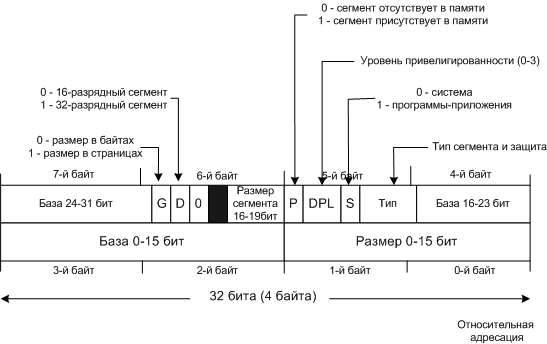 0 - сегмент отсутствует в памяти
1 - сегмент присутствует в памяти
Уровень привелигированности (0-3)
0 - 16-разрядный сегмент
1 - 32-разрядный сегмент
0 - система
1 - программы-приложения
0 - размер в байтах
1 - размер в страницах
Тип сегмента и защита
7-й байт
6-й байт
5-й байт
4-й байт
База 24-31 бит
G
D
0
Размер
сегмента
16-19бит
P
DPL
S
Тип
База 16-23 бит
База 0-15 бит
Размер 0-15 бит
3-й байт
2-й байт
1-й байт
0-й байт
32 бита (4 байта)
Относительная
адресация